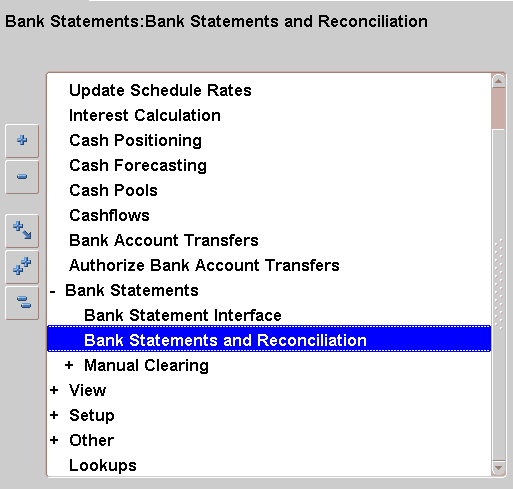 Bank Statements:Bank Statements and Reconciliation
Update Schedule Rates
Interest Calculation
Cash Positioning
Cash Forecasting
Cash Pools
Cashflows
Bank Account Transfers
Authorize Bank Account Transfers
- Bank Statements
Bank Statement Interface
Bank Statements and Reconciliation
+ Manual Clearing
+ View
+ Setup
+ Other
Lookups